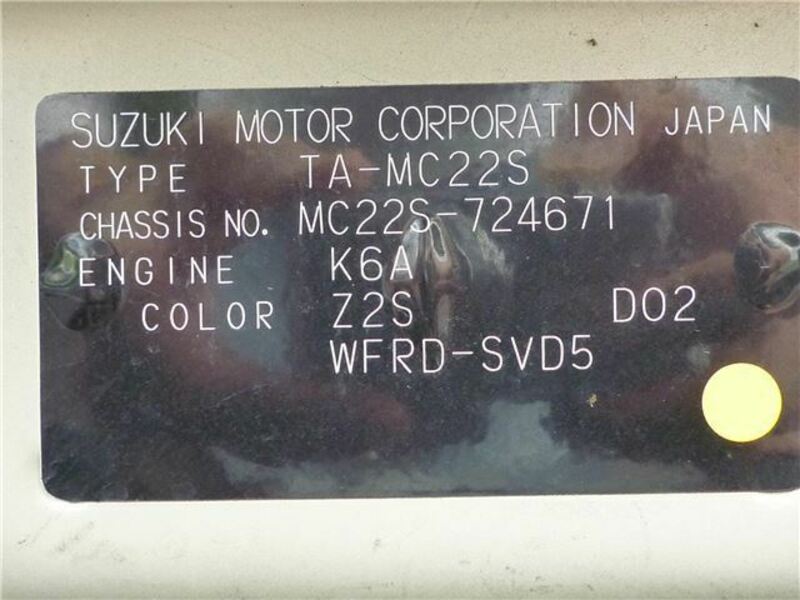 SUZUKI MOTOR CORPORATION JAPAN
TYPE TA-MC22S
CHASSIS NO. MC22S-724671
ENGINE K6A
COLOR Z2S D02
WFRD-SVD5